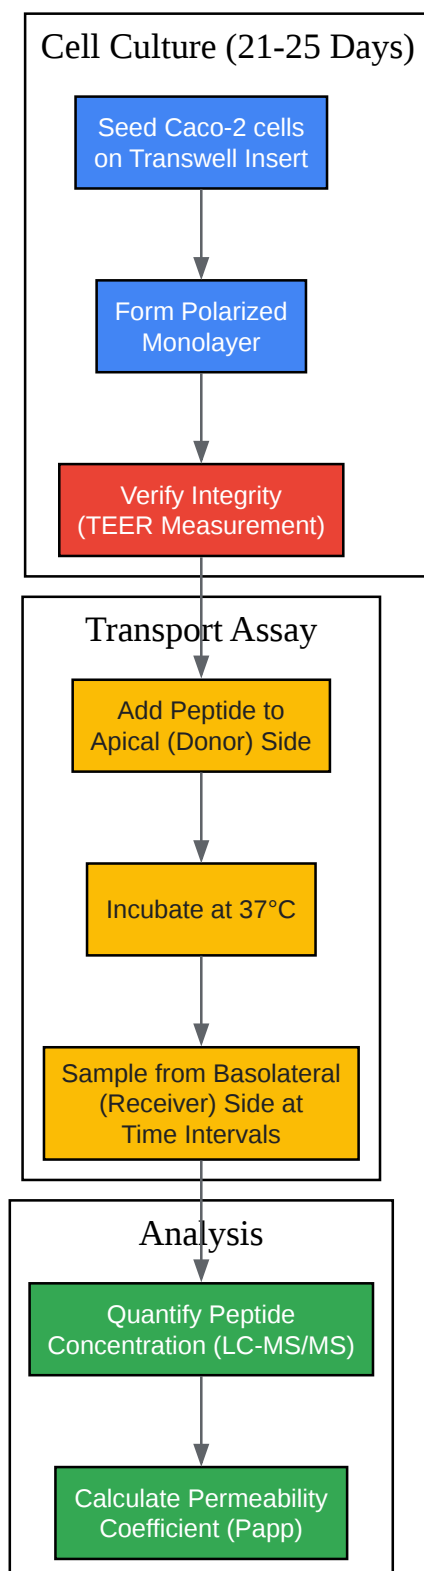 Cell Culture (21-25 Days)
Seed Caco-2 cells
on Transwell Insert
Form Polarized
Monolayer
Verify Integrity
(TEER Measurement)
Transport Assay
Add Peptide to
Apical (Donor) Side
Incubate at 37°C
Sample from Basolateral
(Receiver) Side at
Time Intervals
Analysis
Quantify Peptide
Concentration (LC-MS/MS)
Calculate Permeability
Coefficient (Papp)